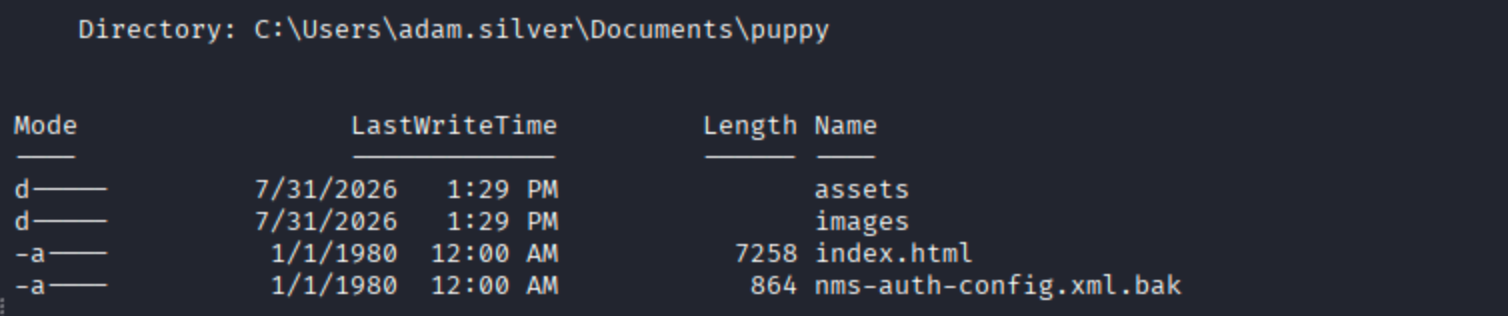 Directory: C:\Users\adam.silver\Documents\puppy
Mode LastWriteTime Length Name
---- ------------- ------ ----
d----- 7/31/2026 1:29 PM assets
d----- 7/31/2026 1:29 PM images
-a---- 1/1/1980 12:00 AM 7258 index.html
-a---- 1/1/1980 12:00 AM 864 nms-auth-config.xml.bak